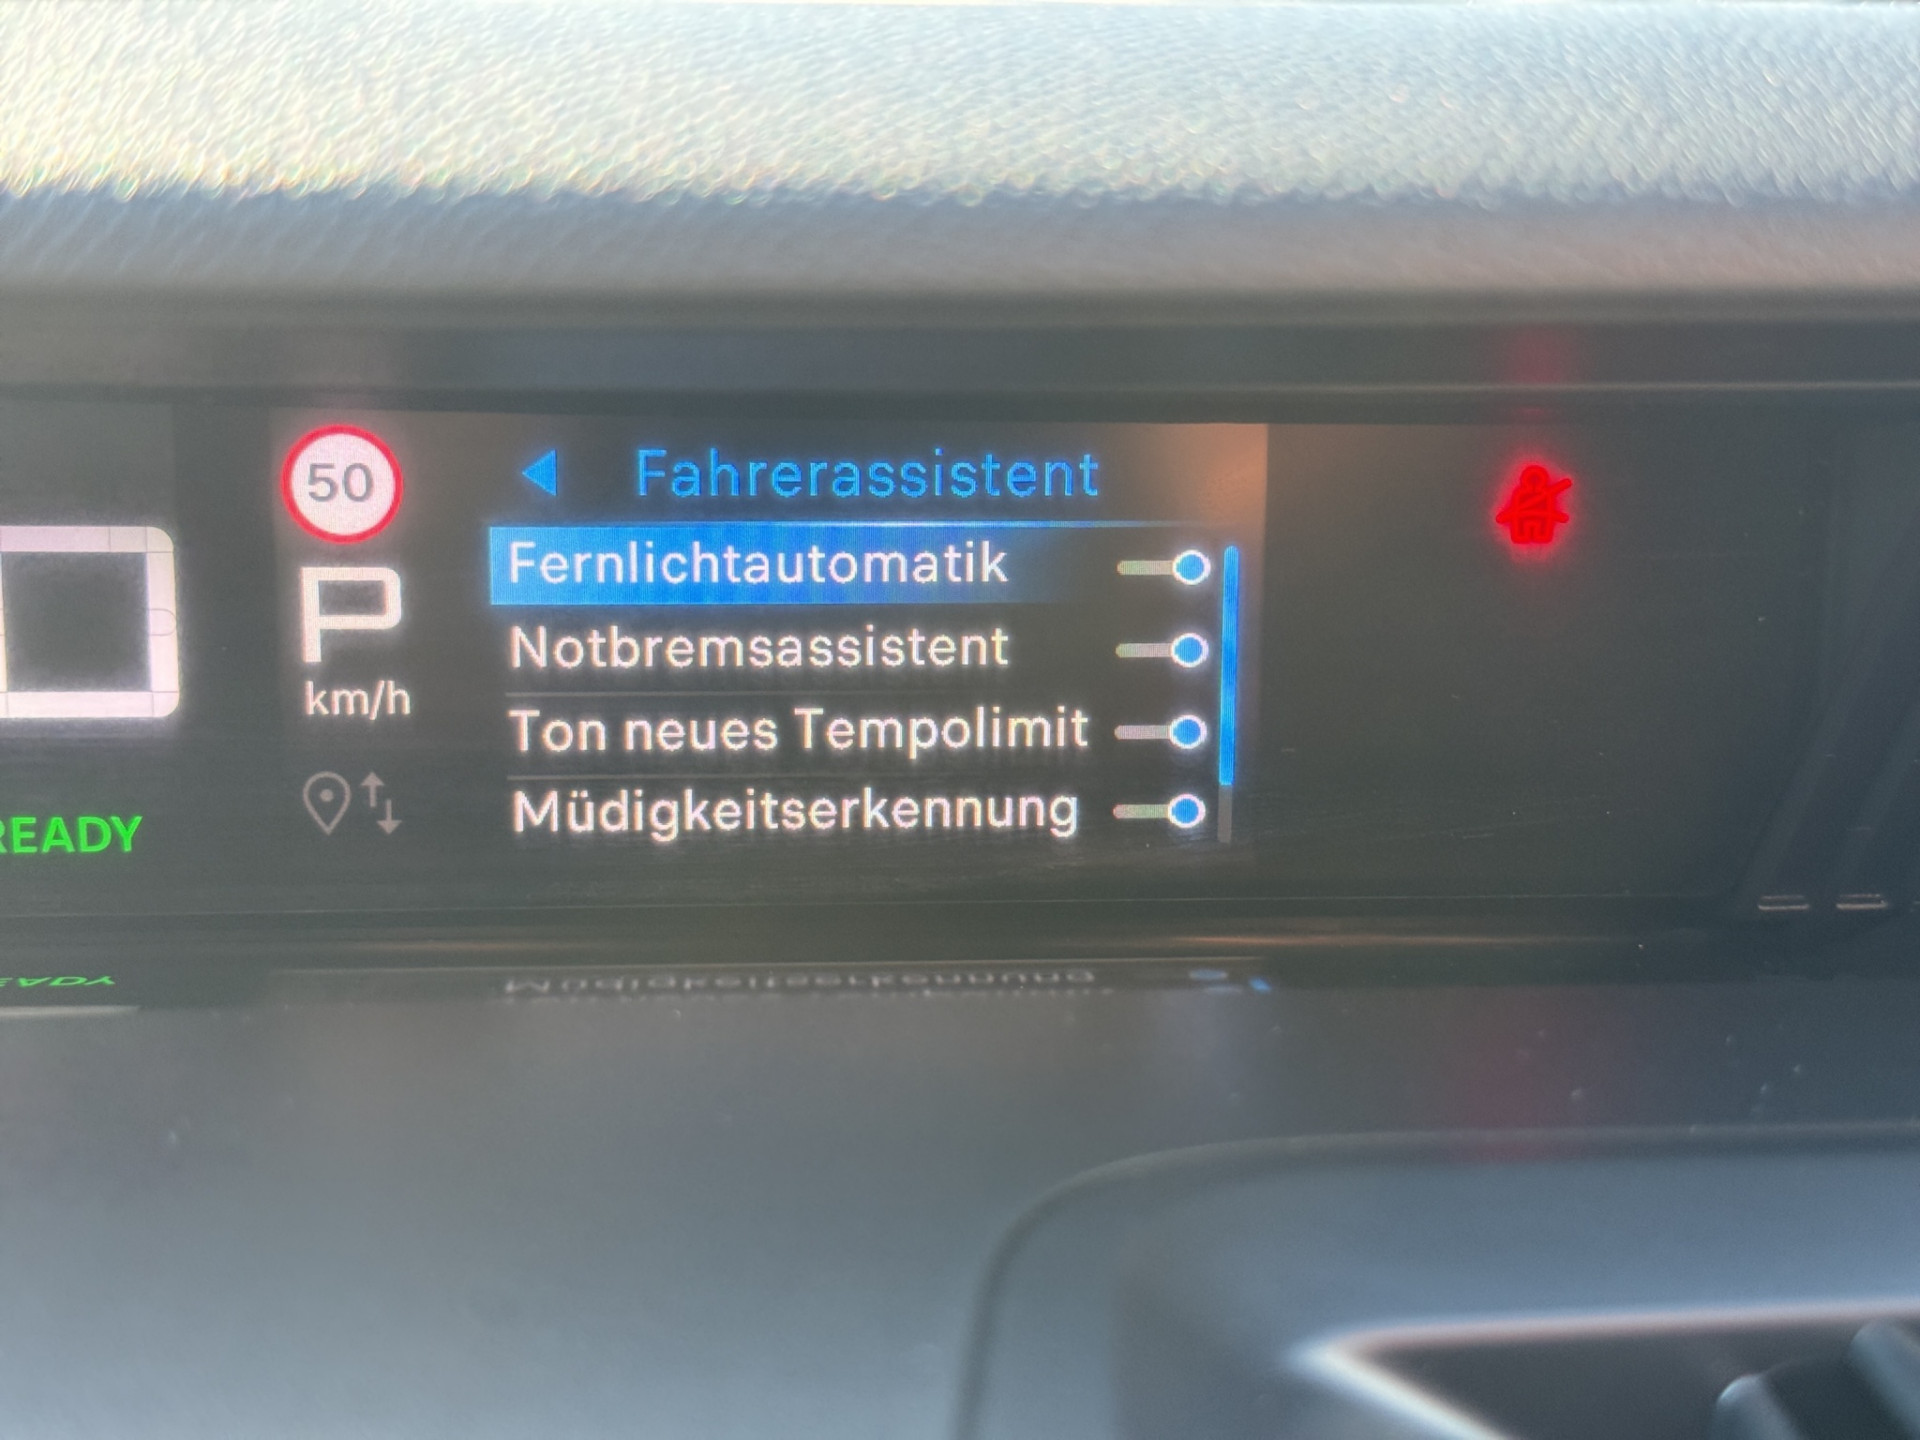 50
Fahrerassistent
P
km/h
Fernlichtautomatik
Notbremsassistent
Ton neues Tempolimit
Müdigkeitserkennung
READY